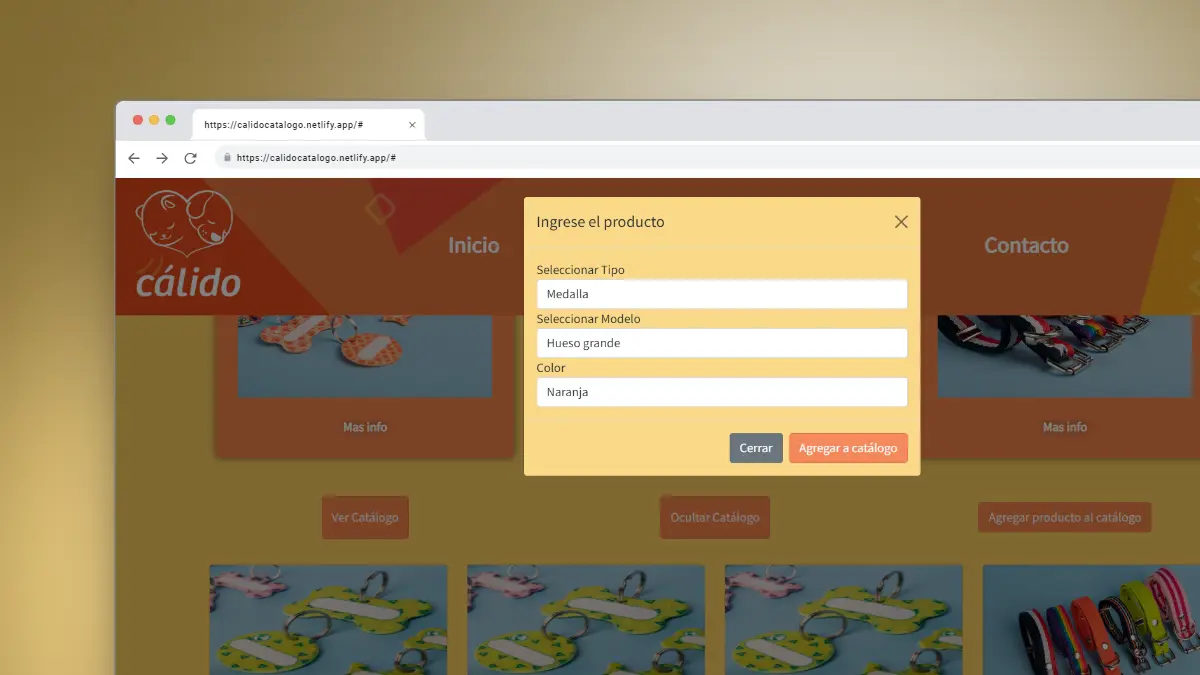 https://calidocatalogo.netlify.app/#
https://calidocatalogo.netlify.app/#
cálido
Inicio
Contacto
Ingrese el producto
Seleccionar Tipo
Medalla
Seleccionar Modelo
Hueso grande
Color
Naranja
Cerrar
Agregar a catálogo
Mas info
Mas info
Ver Catálogo
Ocultar Catálogo
Agregar producto al catálogo